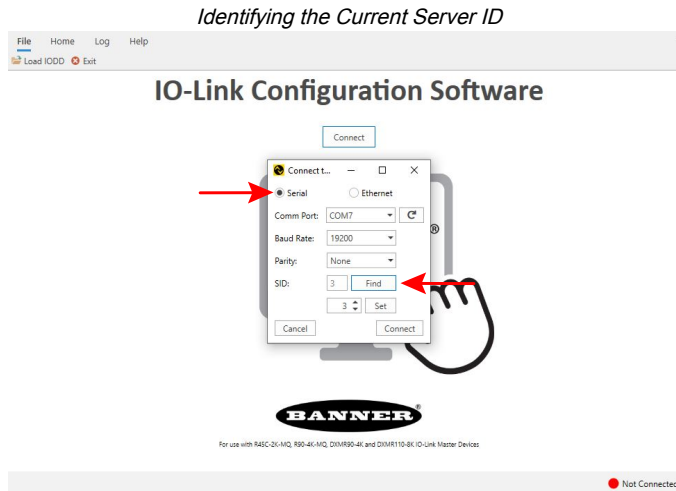 Identifying the Current Server ID
File Home Log Help
Load IODD Exit
IO-Link Configuration Software
Connect
Connect t...
Serial Ethernet
Comm Port: COM7
®
Baud Rate: 19200
Parity: None
SID: 3 Find
3 Set
Cancel Connect
BANNER®
For use with R45C-2K-MQ, R90-4K-MQ, DXMR90-4K and DXMR110-8K IO-Link Master Devices
Not Connected